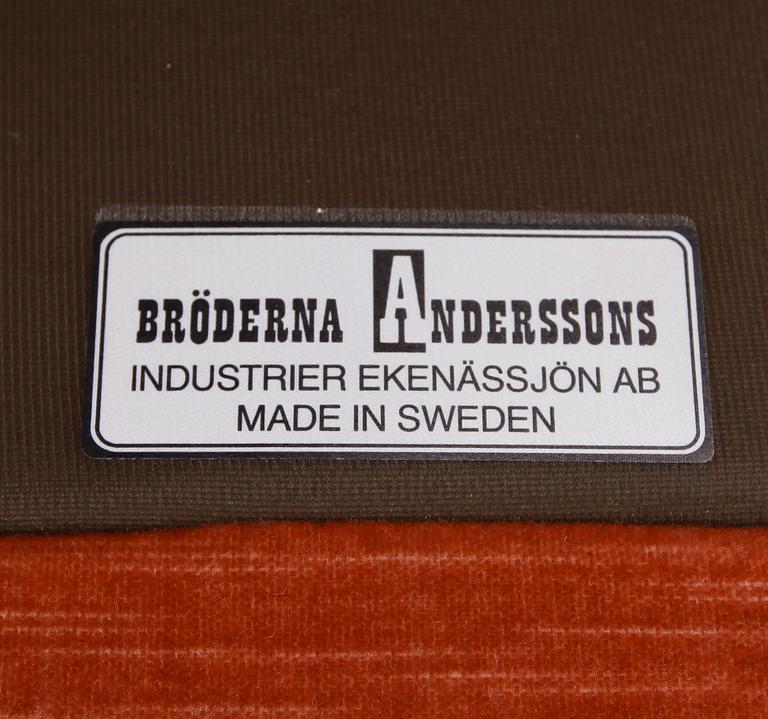 BRÖDERNA ANDERSSONS
INDUSTRIER EKENÄSSJÖN AB
MADE IN SWEDEN